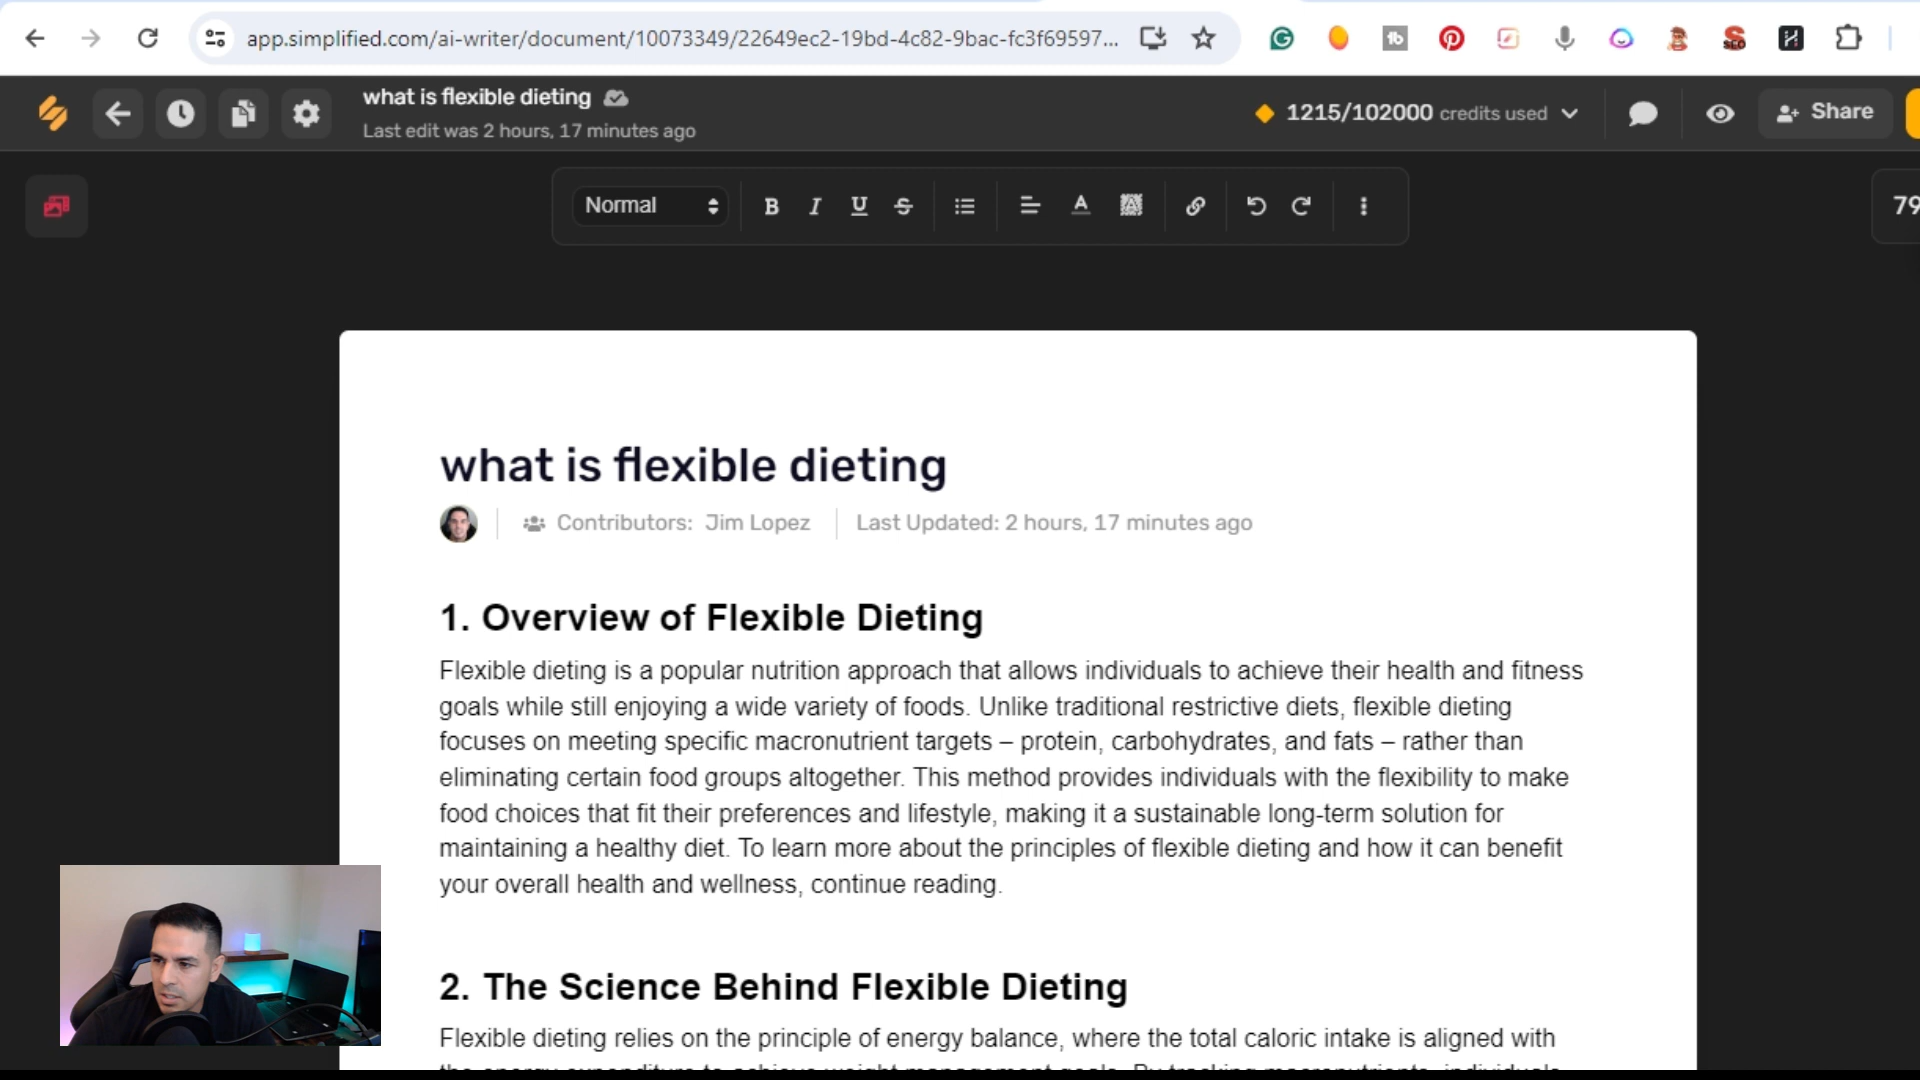 app.simplified.com/ai-writer/document/10073349/22649ec2-19bd-4c82-9bac-fc3f69597...
what is flexible dieting
Last edit was 2 hours, 17 minutes ago
1215/102000 credits used
Share
Normal
B I U S
A
79
what is flexible dieting
Contributors: Jim Lopez
Last Updated: 2 hours, 17 minutes ago
1. Overview of Flexible Dieting
Flexible dieting is a popular nutrition approach that allows individuals to achieve their health and fitness
goals while still enjoying a wide variety of foods. Unlike traditional restrictive diets, flexible dieting
focuses on meeting specific macronutrient targets – protein, carbohydrates, and fats – rather than
eliminating certain food groups altogether. This method provides individuals with the flexibility to make
food choices that fit their preferences and lifestyle, making it a sustainable long-term solution for
maintaining a healthy diet. To learn more about the principles of flexible dieting and how it can benefit
your overall health and wellness, continue reading.
2. The Science Behind Flexible Dieting
Flexible dieting relies on the principle of energy balance, where the total caloric intake is aligned with